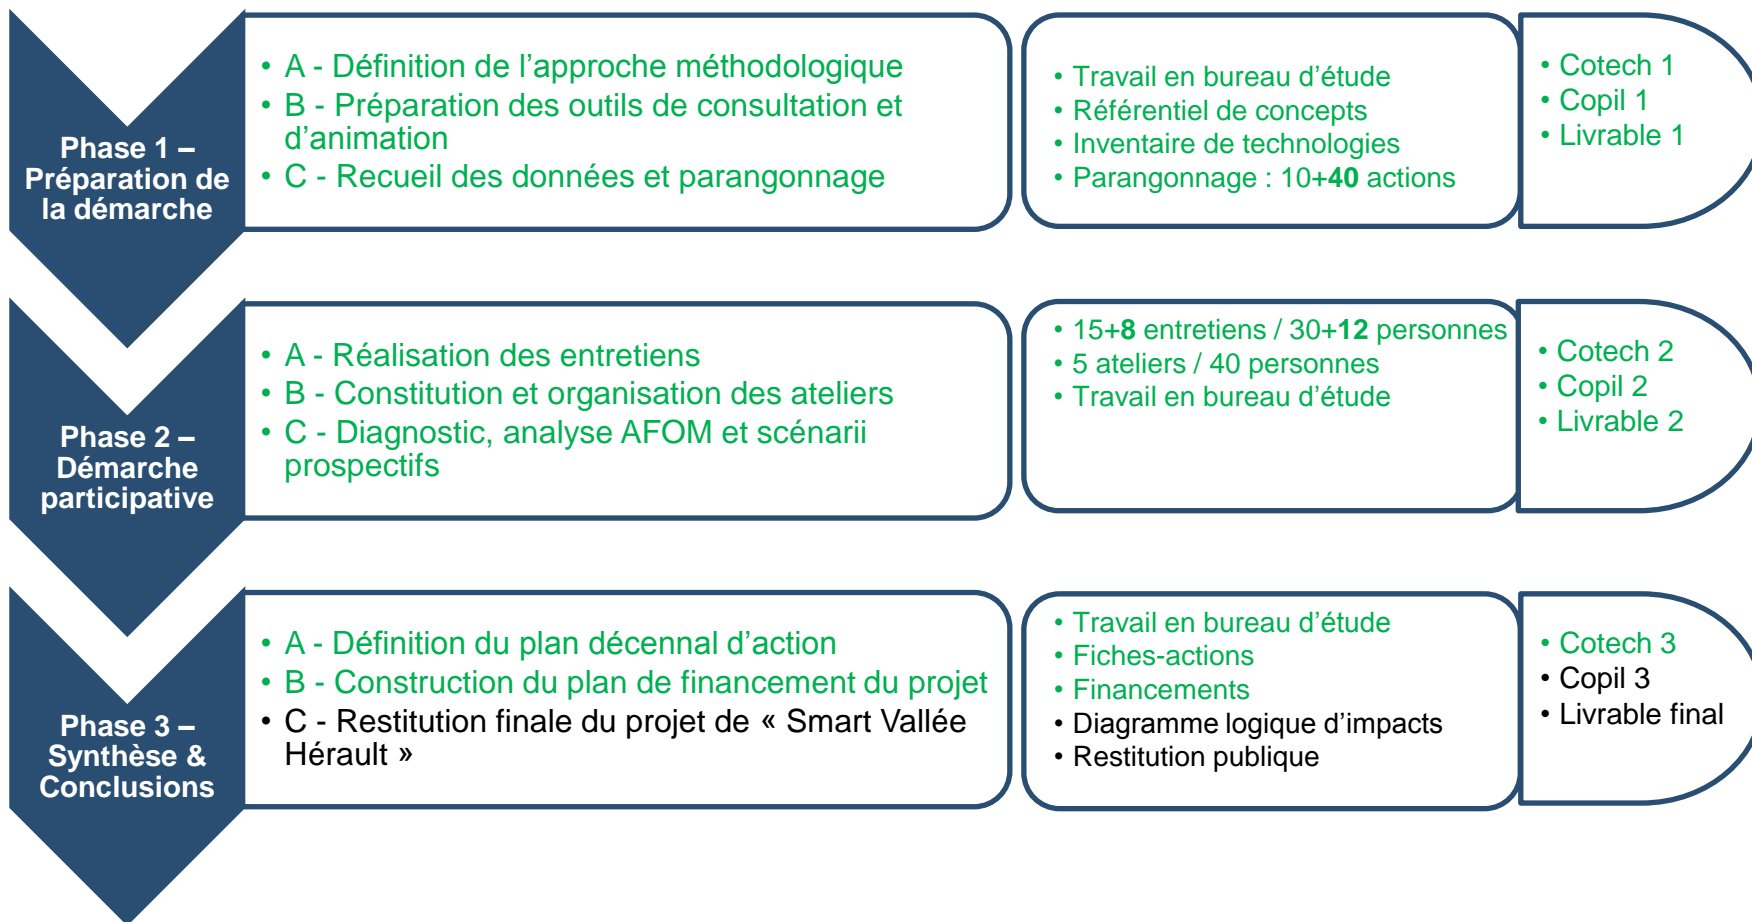 Phase 1 –
Préparation de
la démarche
• A - Définition de l’approche méthodologique
• B - Préparation des outils de consultation et
d’animation
• C - Recueil des données et parangonnage
• Travail en bureau d’étude
• Référentiel de concepts
• Inventaire de technologies
• Parangonnage : 10+40 actions
• Cotech 1
• Copil 1
• Livrable 1
Phase 2 –
Démarche
participative
• A - Réalisation des entretiens
• B - Constitution et organisation des ateliers
• C - Diagnostic, analyse AFOM et scénarii
prospectifs
• 15+8 entretiens / 30+12 personnes
• 5 ateliers / 40 personnes
• Travail en bureau d’étude
• Cotech 2
• Copil 2
• Livrable 2
Phase 3 –
Synthèse &
Conclusions
• A - Définition du plan décennal d’action
• B - Construction du plan de financement du projet
• C - Restitution finale du projet de « Smart Vallée
Hérault »
• Travail en bureau d’étude
• Fiches-actions
• Financements
• Diagramme logique d’impacts
• Restitution publique
• Cotech 3
• Copil 3
• Livrable final